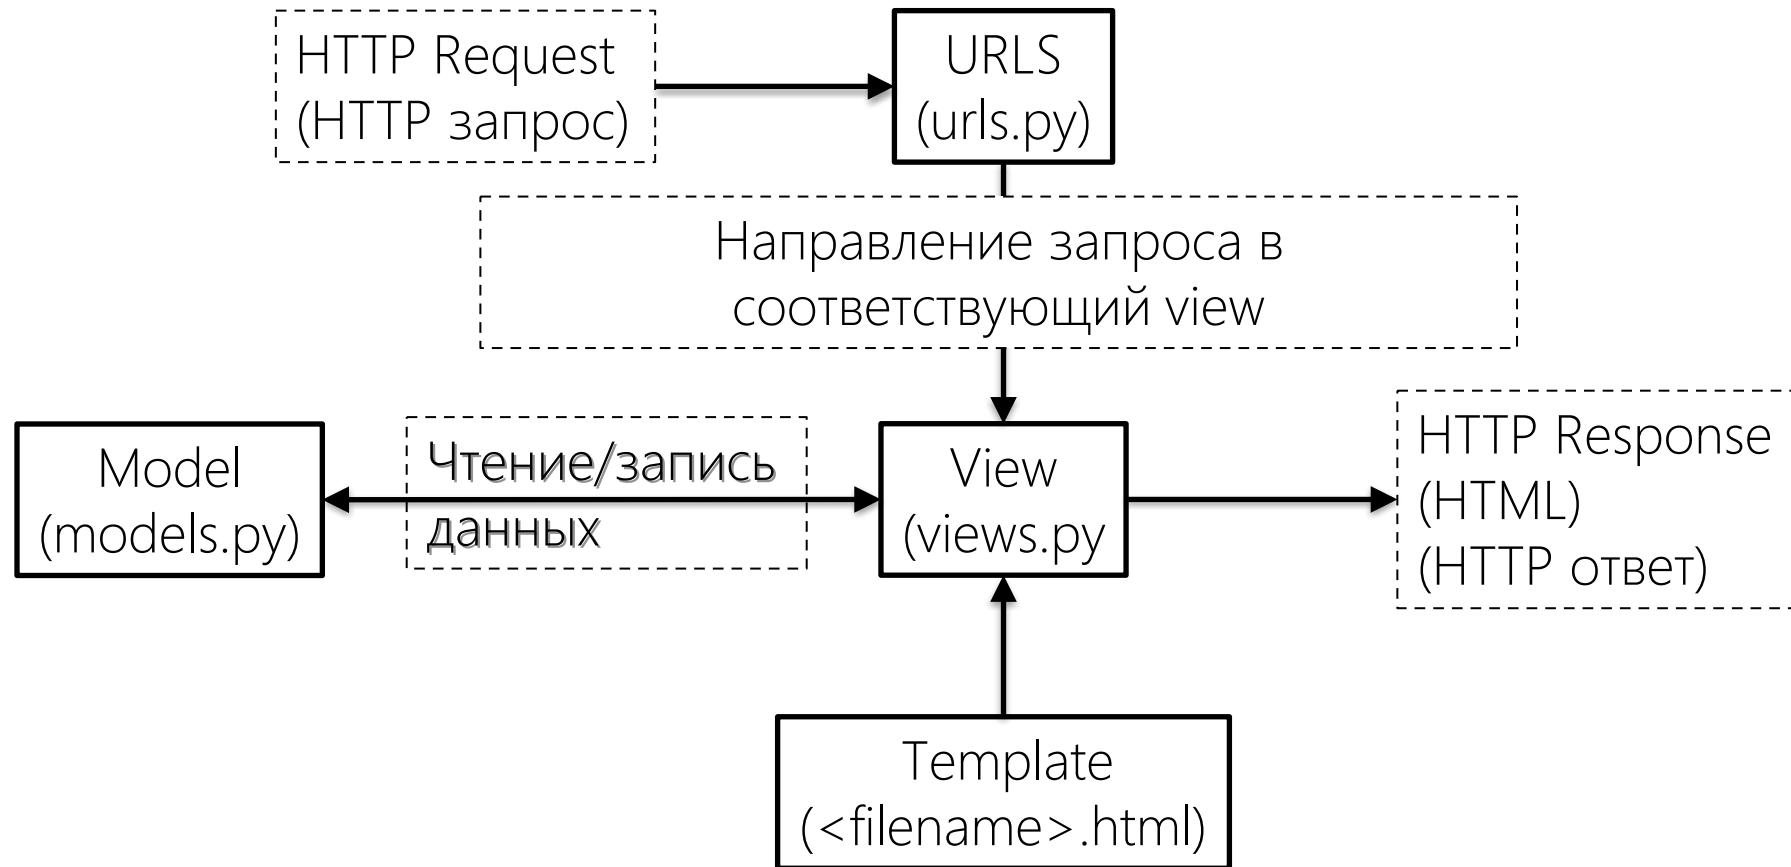 HTTP Request
(HTTP запрос)
URLS
(urls.py)
Направление запроса в
соответствующий view
Model
(models.py)
Чтение/запись
данных
View
(views.py
HTTP Response
(HTML)
(HTTP ответ)
Template
(<filename>.html)